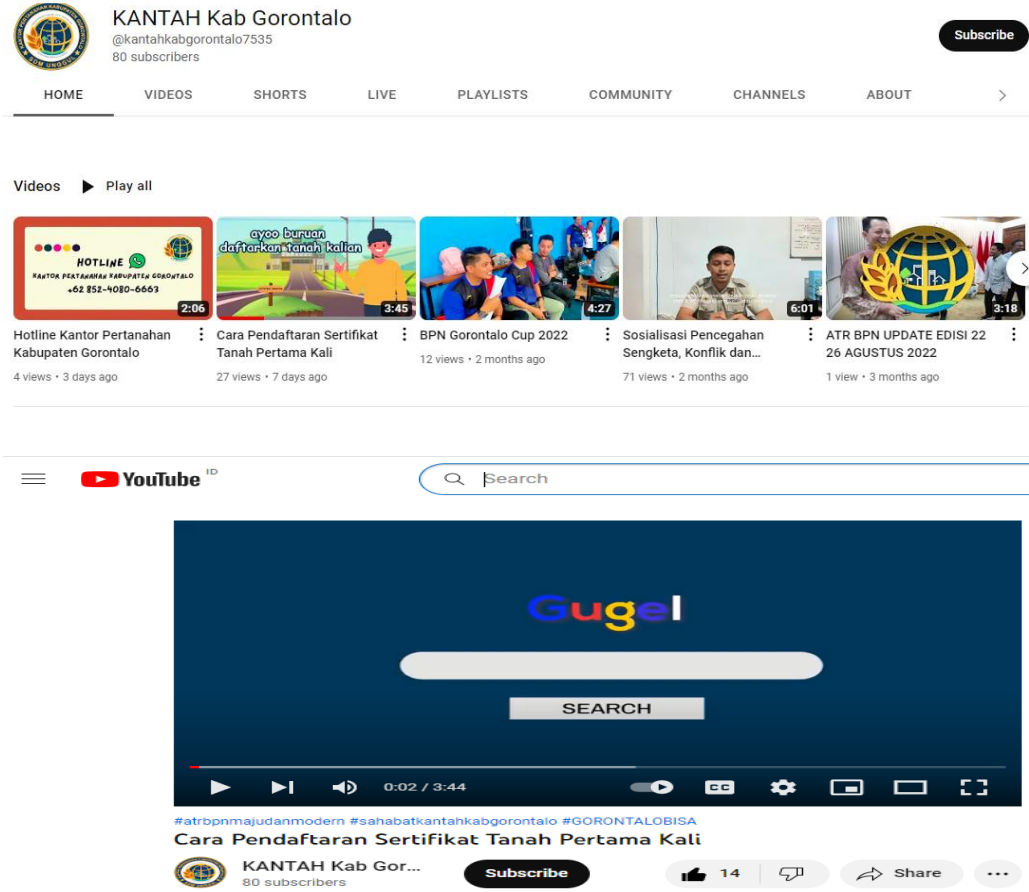 KANTAH Kab Gorontalo
@kantahkabgorontalo7535
80 subscribers
Subscribe
HOME VIDEOS SHORTS LIVE PLAYLISTS COMMUNITY CHANNELS ABOUT
Videos Play all
HOTLINE
KANTOR PERTANAHAN KABUPATEN GORONTALO
+62 852-4080-6663
2:06
ayoo buruan
daftarkan tanah kalian
3:45
4:27
6:01
3:18
Hotline Kantor Pertanahan
Kabupaten Gorontalo
4 views • 3 days ago
Cara Pendaftaran Sertifikat
Tanah Pertama Kali
27 views • 7 days ago
BPN Gorontalo Cup 2022
12 views • 2 months ago
Sosialisasi Pencegahan
Sengketa, Konflik dan...
71 views • 2 months ago
ATR BPN UPDATE EDISI 22
26 AGUSTUS 2022
1 view • 3 months ago
YouTube ID
Search
Gugel
SEARCH
0:02 / 3:44
CC
#atrbpnmajudanmodern #sahabatkantahkabgorontalo #GORONTALOBISA
Cara Pendaftaran Sertifikat Tanah Pertama Kali
KANTAH Kab Gor...
80 subscribers
Subscribe
14
Share